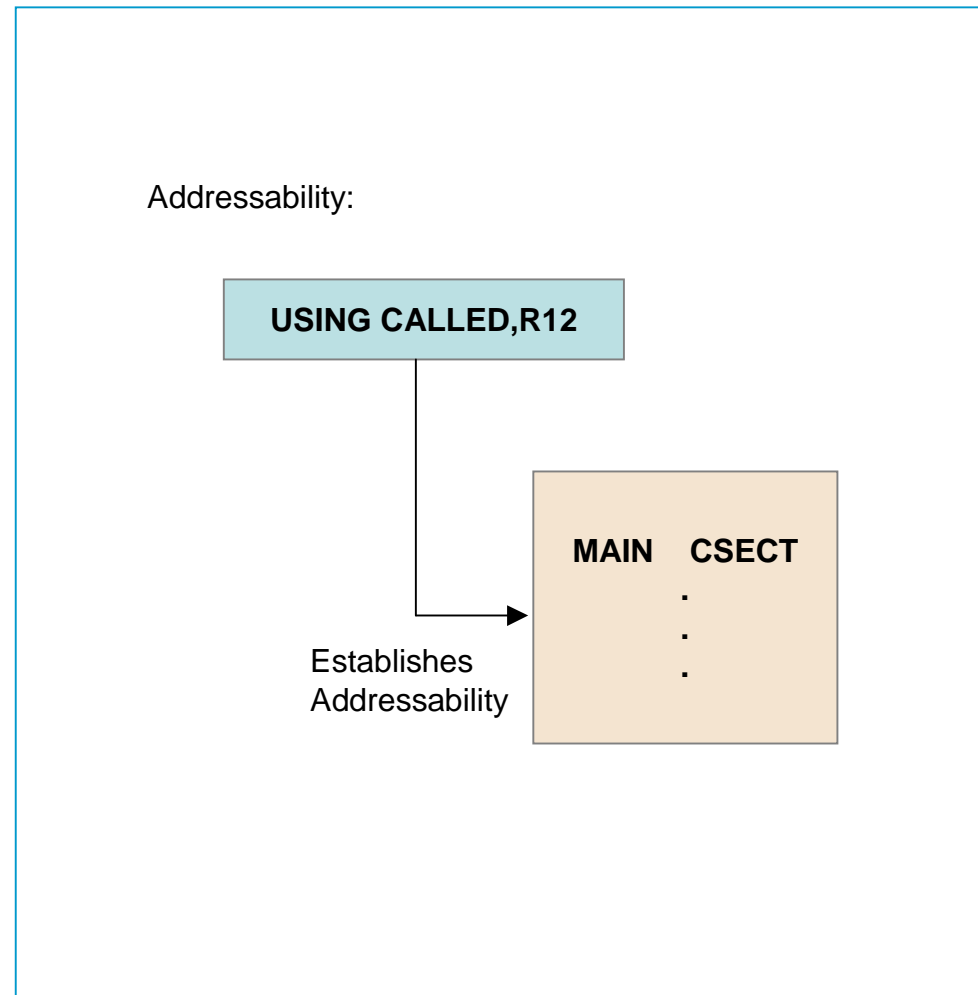 Addressability:
USING CALLED,R12
MAIN CSECT
.
.
.
Establishes
Addressability